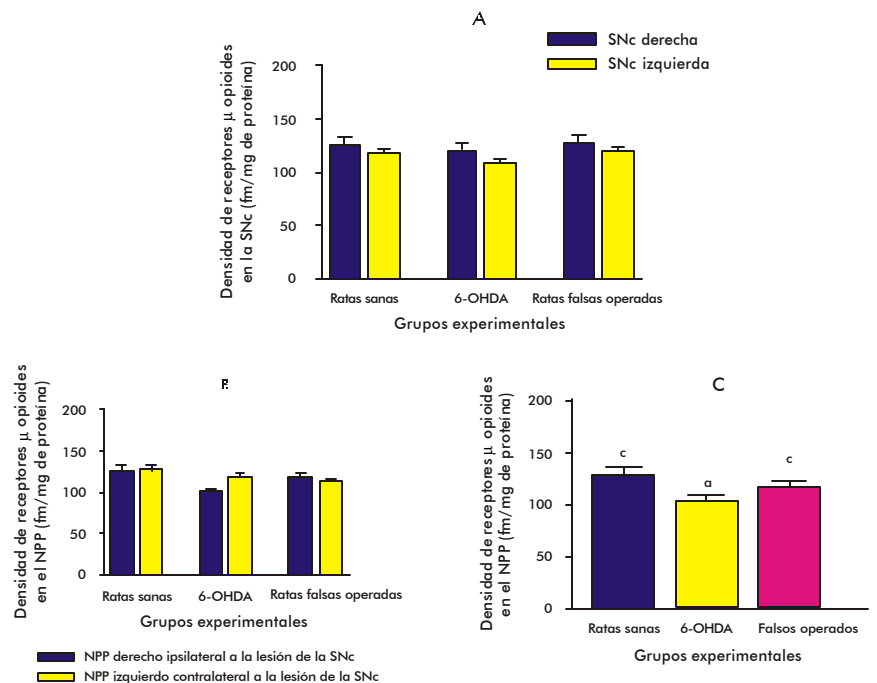 A
SNc derecha
SNc izquierda
Densidad de receptores µ opioides
en la SNc (fm/mg de proteína)
200
150
100
50
0
Ratas sanas 6-OHDA Ratas falsas operadas
Grupos experimentales
Densidad de receptores µ opioides
en el NPP (fm/mg de proteína)
200
150
100
50
0
Ratas sanas 6-OHDA Ratas falsas operadas
Grupos experimentales
NPP derecho ipsilateral a la lesión de la SNc
NPP izquierdo contralateral a la lesión de la SNc
C
Densidad de receptores µ opioides
en el NPP (fm/mg de proteína)
200
150
100
50
0
c
a
c
Ratas sanas 6-OHDA Falsos operados
Grupos experimentales